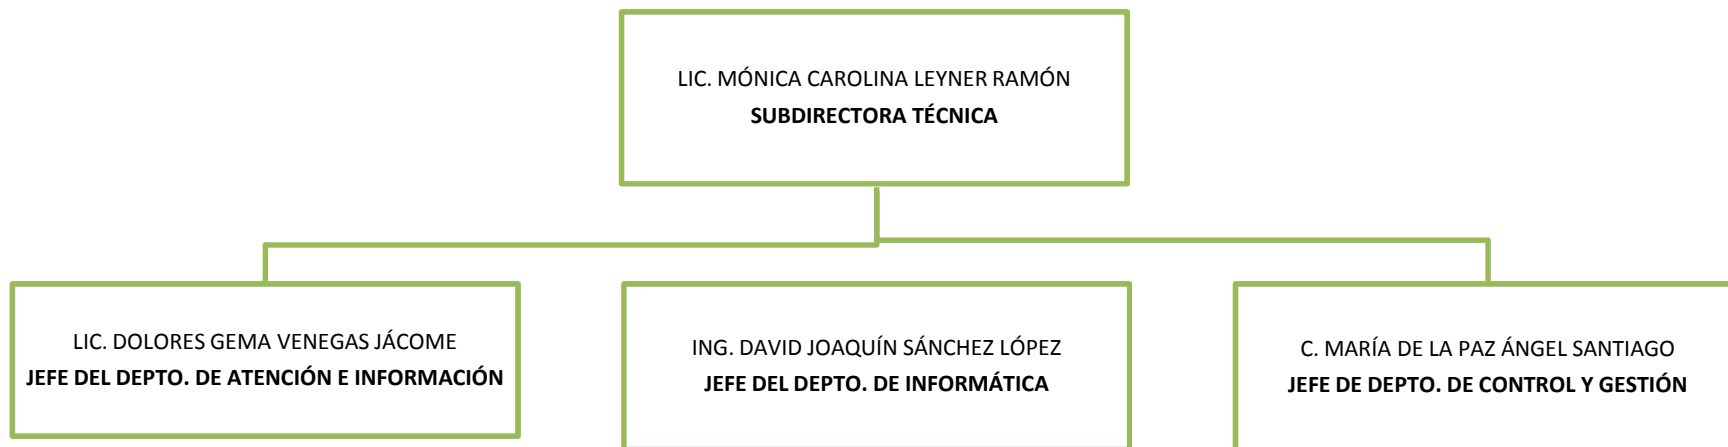 LIC. MÓNICA CAROLINA LEYNER RAMÓN
SUBDIRECTORA TÉCNICA
LIC. DOLORES GEMA VENEGAS JÁCOME
JEFE DEL DEPTO. DE ATENCIÓN E INFORMACIÓN
ING. DAVID JOAQUÍN SÁNCHEZ LÓPEZ
JEFE DEL DEPTO. DE INFORMÁTICA
C. MARÍA DE LA PAZ ÁNGEL SANTIAGO
JEFE DE DEPTO. DE CONTROL Y GESTIÓN